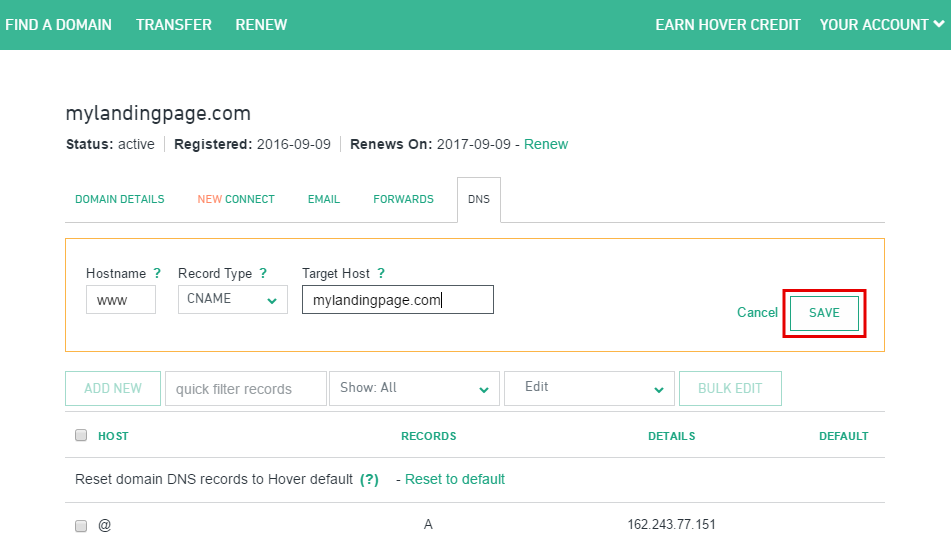 FIND A DOMAIN TRANSFER RENEW EARN HOVER CREDIT YOUR ACCOUNT
mylandingpage.com
Status: active Registered: 2016-09-09 Renews On: 2017-09-09 - Renew
DOMAIN DETAILS NEW CONNECT EMAIL FORWARDS DNS
Hostname ? Record Type ? Target Host ?
www CNAME mylandingpage.com
Cancel SAVE
ADD NEW quick filter records Show: All Edit BULK EDIT
HOST RECORDS DETAILS DEFAULT
Reset domain DNS records to Hover default (?) - Reset to default
@ A 162.243.77.151